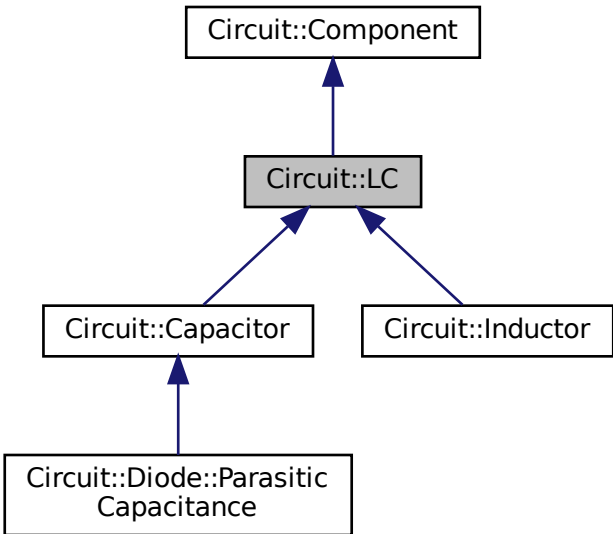 Circuit::Component
Circuit::LC
Circuit::Capacitor
Circuit::Inductor
Circuit::Diode::Parasitic
Capacitance